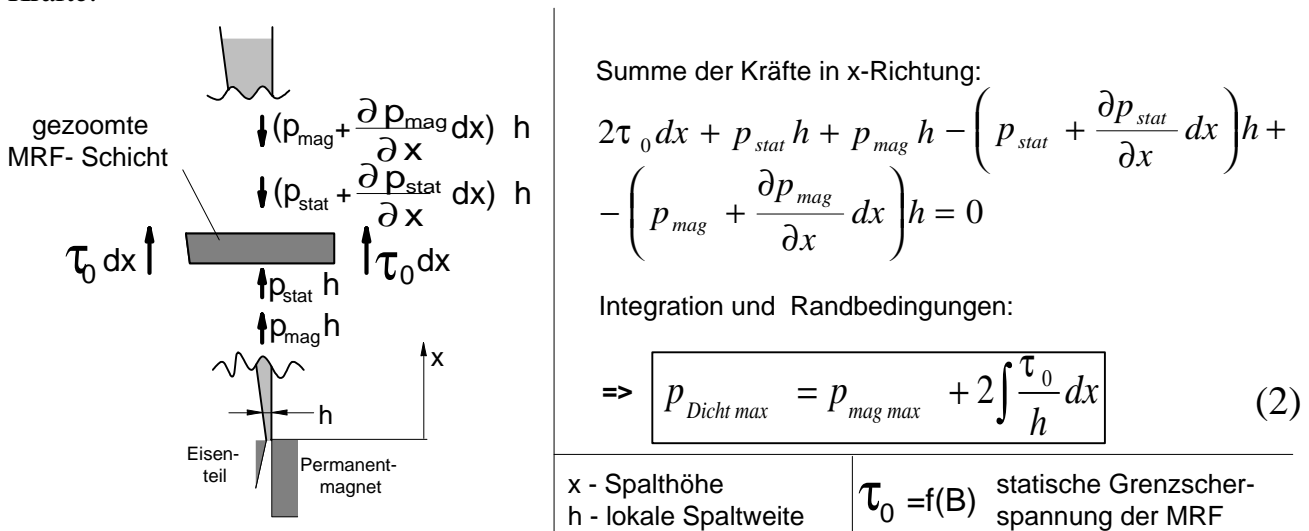 Kräfte.
gezoomte
MRF- Schicht
(p_mag + ∂p_mag/∂x dx) h
(p_stat + ∂p_stat/∂x dx) h
τ_0 dx
τ_0 dx
p_stat h
p_mag h
x
h
Eisen-
teil
Permanent-
magnet
Summe der Kräfte in x-Richtung:
2τ_0 dx + p_stat h + p_mag h − ( p_stat + ∂p_stat/∂x dx ) h +
− ( p_mag + ∂p_mag/∂x dx ) h = 0
Integration und Randbedingungen:
=> p_Dicht max = p_mag max + 2∫ τ_0/h dx (2)
x - Spalthöhe
h - lokale Spaltweite
τ_0 =f(B) statische Grenzscher-
spannung der MRF